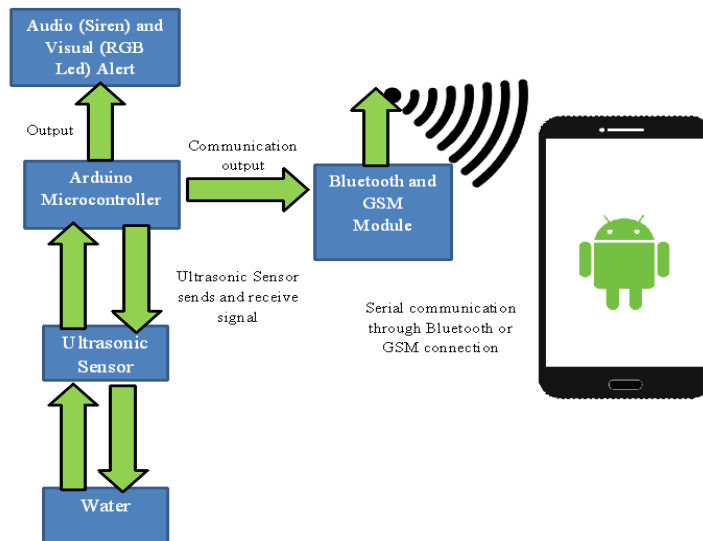 Audio (Siren) and
Visual (RGB
Led) Alert
Output
Communication
output
Arduino
Microcontroller
Bluetooth and
GSM
Module
Ultrasonic Sensor
sends and receive
signal
Serial communication
through Bluetooth or
GSM connection
Ultrasonic
Sensor
Water